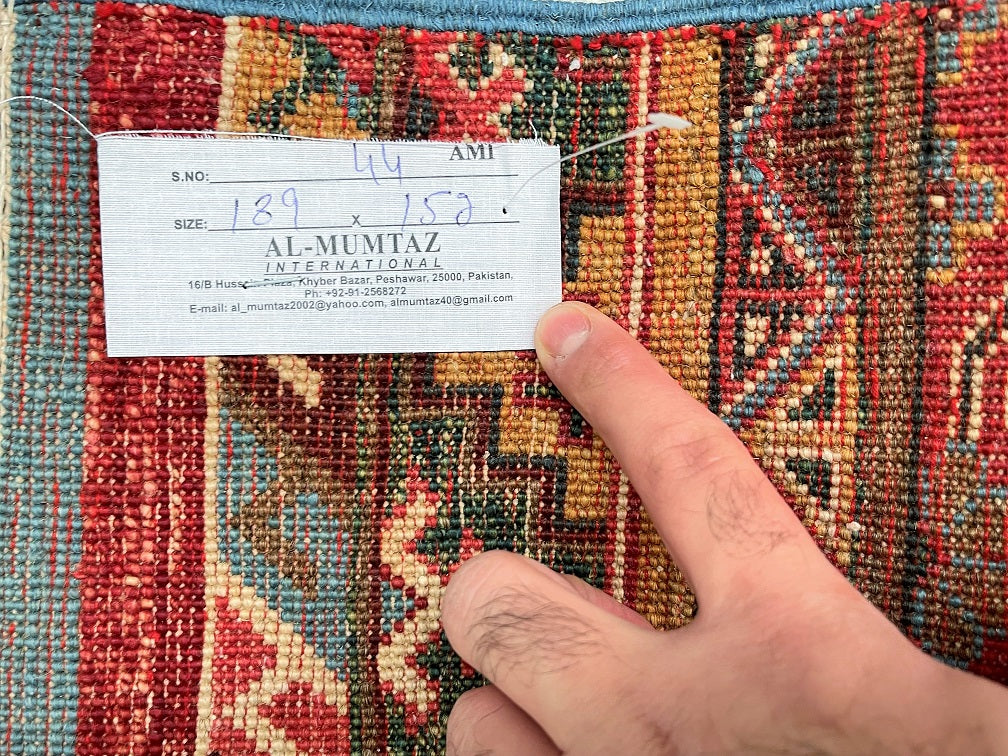 AMI
S.NO: 44
SIZE: 189 X 152
AL-MUMTAZ
INTERNATIONAL
16/B Khyber Bazar, Peshawar, 25000, Pakistan,
Ph: +92-91-2568272
E-mail: al_mumtaz2002@yahoo.com, almumtaz40@gmail.com